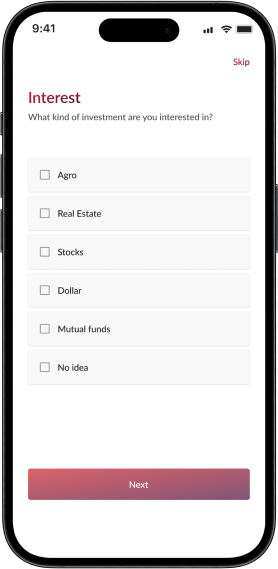 9:41
Skip
Interest
What kind of investment are you interested in?
Agro
Real Estate
Stocks
Dollar
Mutual funds
No idea
Next